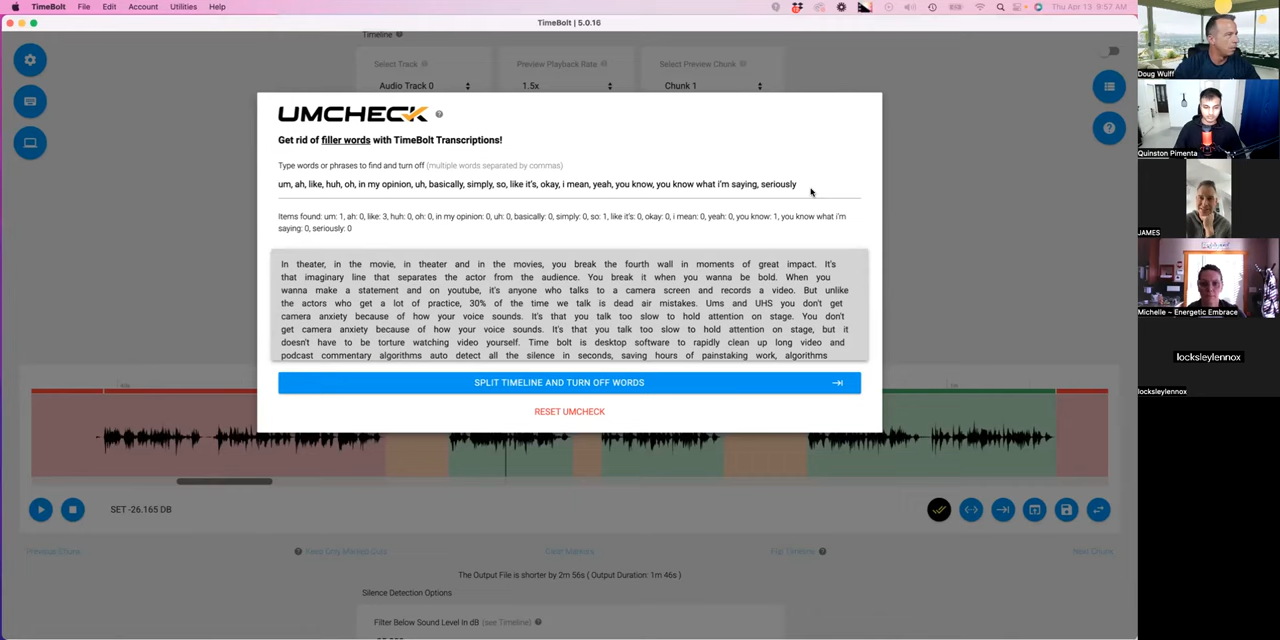 TimeBolt File Edit Account Utilities Help Thu Apr 13 9:57 AM
TimeBolt | 5.0.16
Timeline
Select Track Preview Playback Rate Select Preview Chunk
Audio Track 0 1.5x Chunk 1
UMCHECK
Get rid of filler words with TimeBolt Transcriptions!
Type words or phrases to find and turn off (multiple words separated by commas)
um, ah, like, huh, oh, in my opinion, uh, basically, simply, so, like it's, okay, i mean, yeah, you know, you know what i'm saying, seriously
Items found: um: 1, ah: 0, like: 3, huh: 0, oh: 0, in my opinion: 0, uh: 0, basically: 0, simply: 0, so: 1, like it's: 0, okay: 0, i mean: 0, yeah: 0, you know: 1, you know what i'm
saying: 0, seriously: 0
In theater, in the movie, in theater and in the movies, you break the fourth wall in moments of great impact. It's
that imaginary line that separates the actor from the audience. You break it when you wanna be bold. When you
wanna make a statement and on youtube, it's anyone who talks to a camera screen and records a video. But unlike
the actors who get a lot of practice, 30% of the time we talk is dead air mistakes. Ums and UHS you don't get
camera anxiety because of how your voice sounds. It's that you talk too slow to hold attention on stage. You don't
get camera anxiety because of how your voice sounds. It's that you talk too slow to hold attention on stage, but it
doesn't have to be torture watching video yourself. Time bolt is desktop software to rapidly clean up long video and
podcast commentary algorithms auto detect all the silence in seconds, saving hours of painstaking work, algorithms
SPLIT TIMELINE AND TURN OFF WORDS
RESET UMCHECK
SET -26.165 DB
Previous Chunk Keep Only Marked Cuts Clear Markers Flip Timeline Next Chunk
The Output File is shorter by 2m 56s ( Output Duration: 1m 46s )
Silence Detection Options
Filter Below Sound Level In dB (see Timeline)
Doug Wulff
Quinston Pimenta
JAMES
Michelle ~ Energetic Embrace
locksleylennox
locksleylennox